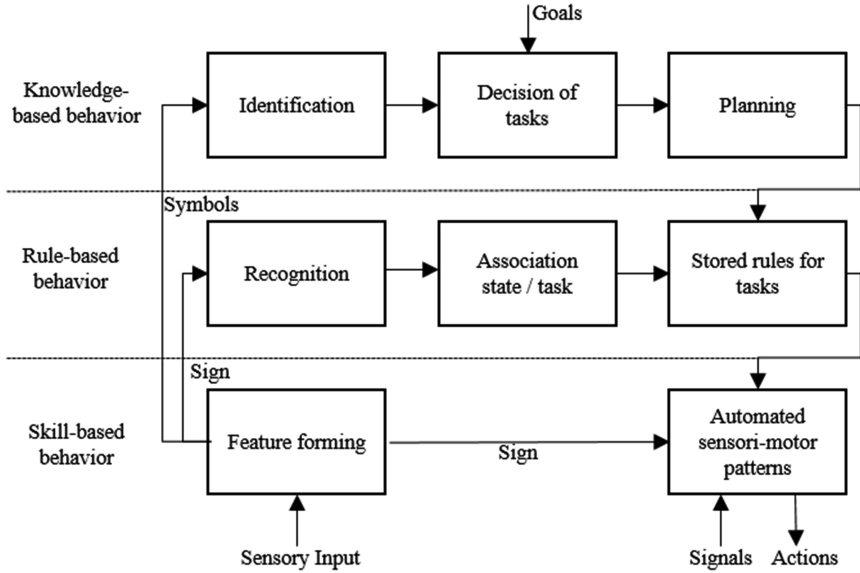 Goals
Knowledge-
based behavior
Identification
Decision of
tasks
Planning
Symbols
Rule-based
behavior
Recognition
Association
state / task
Stored rules for
tasks
Sign
Skill-based
behavior
Feature forming
Sign
Automated
sensori-motor
patterns
Sensory Input
Signals
Actions